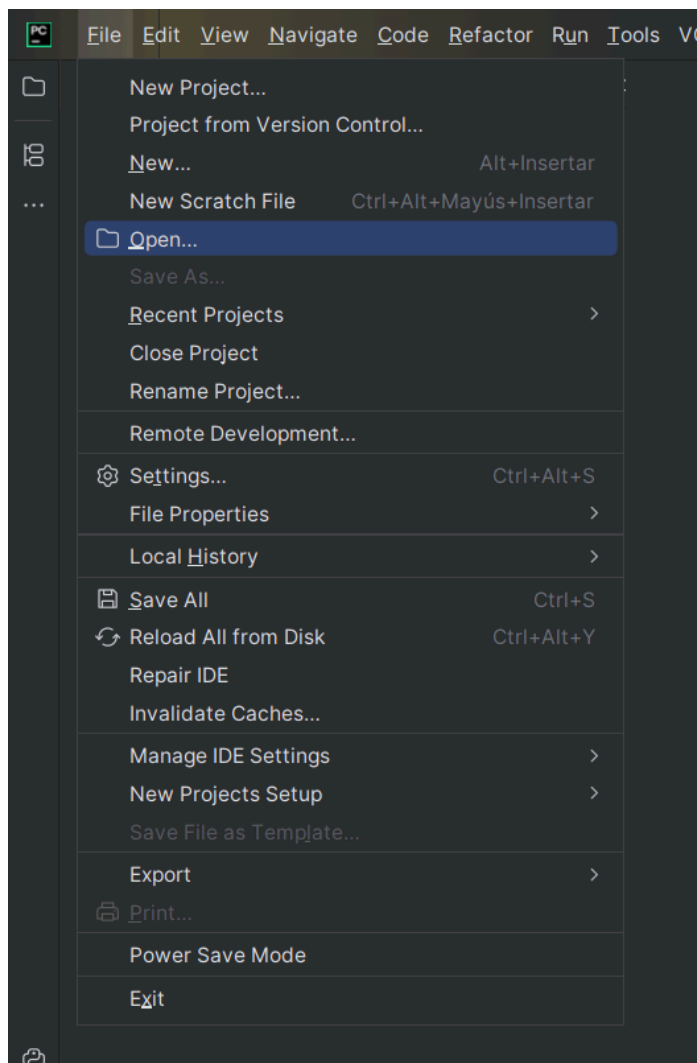 PC
File Edit View Navigate Code Refactor Run Tools
New Project...
Project from Version Control...
New... Alt+Insertar
New Scratch File Ctrl+Alt+Mayús+Insertar
Open...
Save As...
Recent Projects
Close Project
Rename Project...
Remote Development...
Settings... Ctrl+Alt+S
File Properties
Local History
Save All Ctrl+S
Reload All from Disk Ctrl+Alt+Y
Repair IDE
Invalidate Caches...
Manage IDE Settings
New Projects Setup
Save File as Template...
Export
Print...
Power Save Mode
Exit